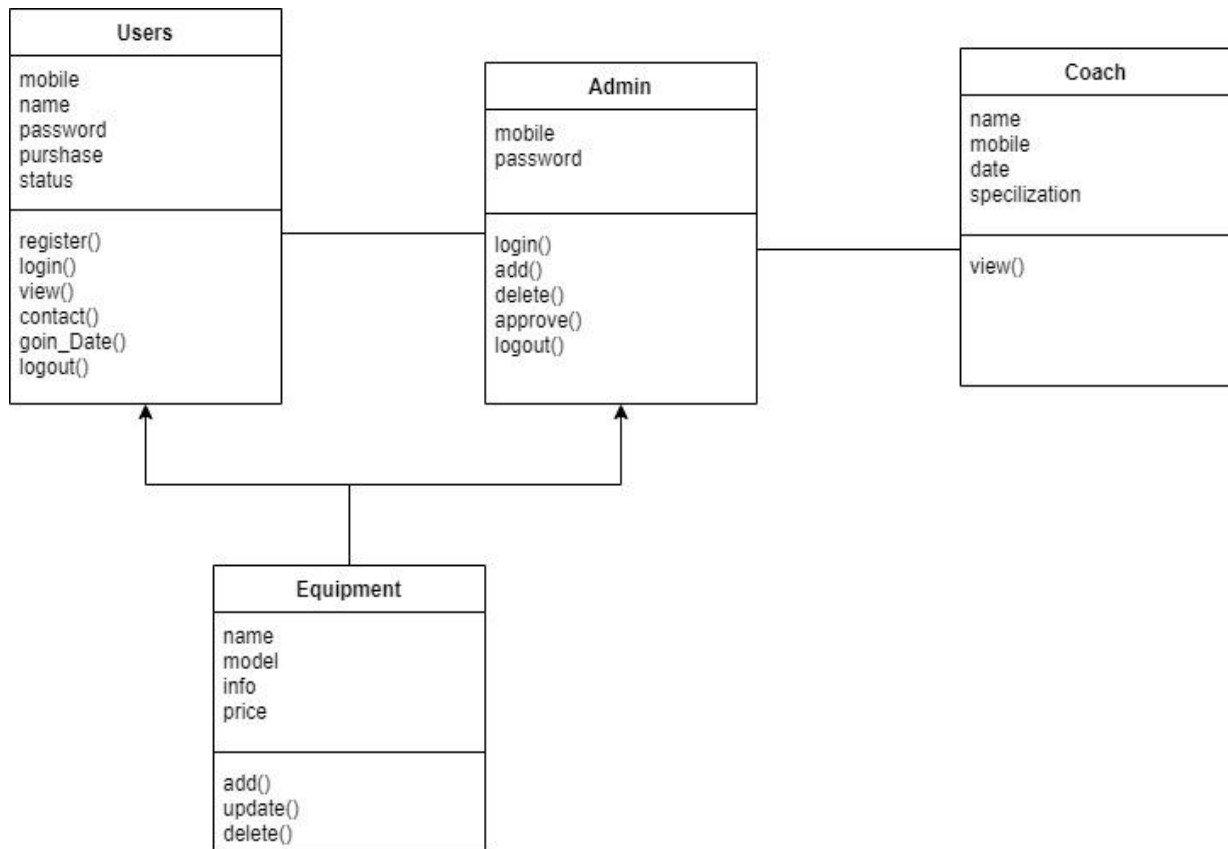 Users
mobile
name
password
purshase
status
register()
login()
view()
contact()
goin_Date()
logout()
Admin
mobile
password
login()
add()
delete()
approve()
logout()
Coach
name
mobile
date
specilization
view()
Equipment
name
model
info
price
add()
update()
delete()